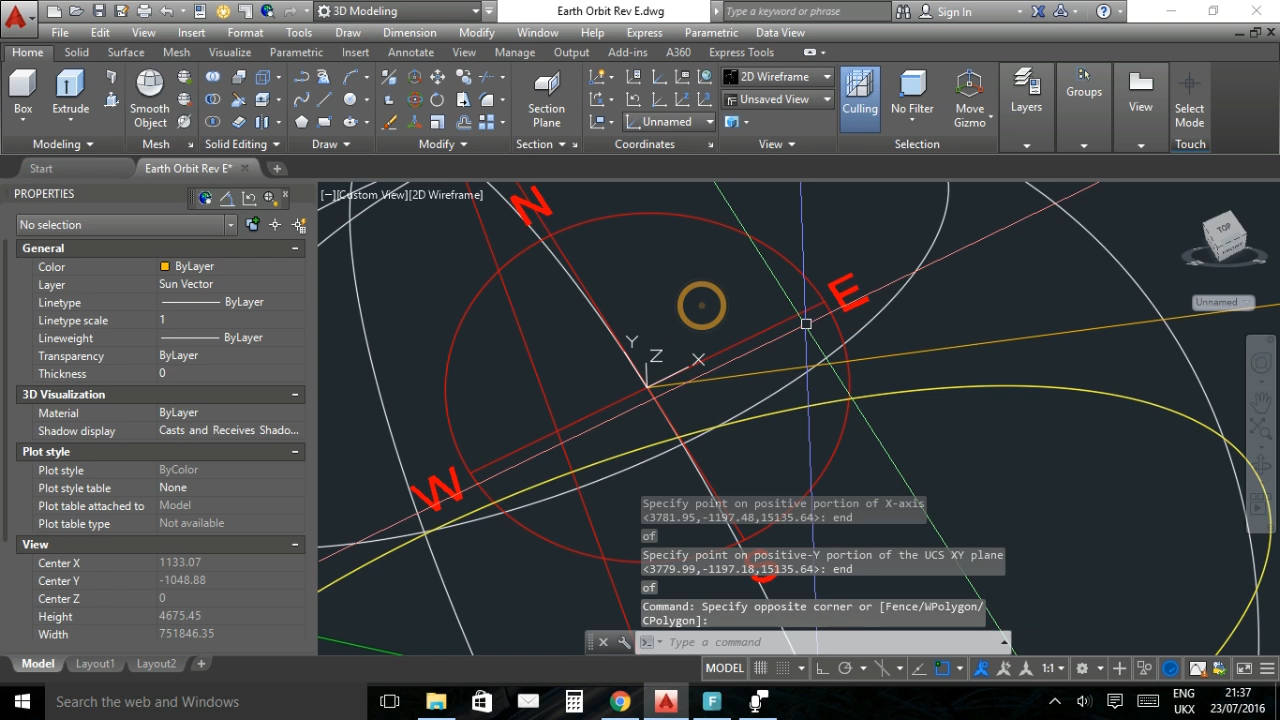 3D Modeling
Earth Orbit Rev E.dwg
Type a keyword or phrase
Sign In
File Edit View Insert Format Tools Draw Dimension Modify Window Help Express Parametric Data View
Home Solid Surface Mesh Visualize Parametric Insert Annotate View Manage Output Add-ins A360 Express Tools
Box
Extrude
Smooth
Object
Section
Plane
2D Wireframe
Unsaved View
Unnamed
Culling
No Filter
Move
Gizmo
Layers
Groups
View
Select
Mode
Modeling
Mesh
Solid Editing
Draw
Modify
Section
Coordinates
View
Selection
Touch
Start
Earth Orbit Rev E*
PROPERTIES
No selection
General
Color ByLayer
Layer Sun Vector
Linetype ByLayer
Linetype scale 1
Lineweight ByLayer
Transparency ByLayer
Thickness 0
3D Visualization
Material ByLayer
Shadow display Casts and Receives Shado...
Plot style
Plot style ByColor
Plot style table None
Plot table attached to Model
Plot table type Not available
View
Center X 1133.07
Center Y -1048.88
Center Z 0
Height 4675.45
Width 751846.35
[−][Custom View][2D Wireframe]
N
E
W
S
Y
Z
X
TOP
Unnamed
Specify point on positive portion of X-axis
<3781.95,-1197.48,15135.64>: end
of
Specify point on positive-Y portion of the UCS XY plane
<3779.99,-1197.18,15135.64>: end
of
Command: Specify opposite corner or [Fence/WPolygon/
CPolygon]:
Type a command
Model Layout1 Layout2 +
MODEL
1:1
Search the web and Windows
ENG
UKX
21:37
23/07/2016